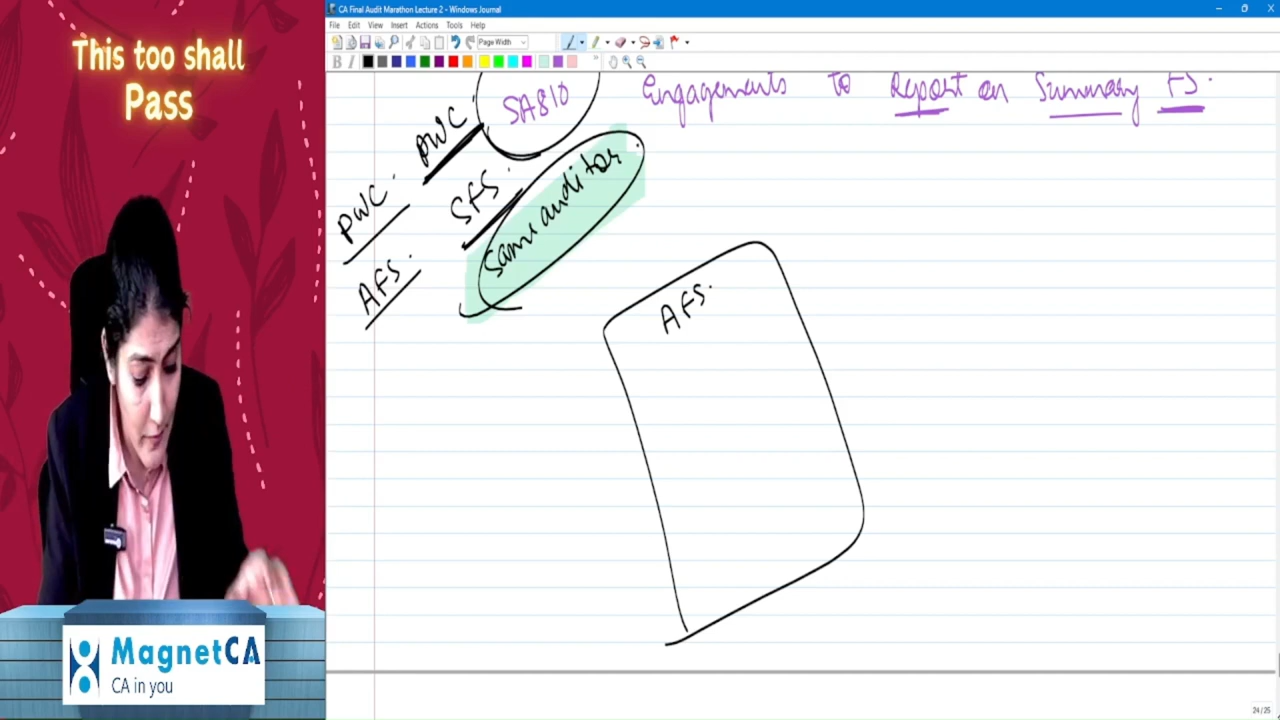 This too shall
Pass
CA Final Audit Marathon Lecture 2 - Windows Journal
File Edit View Insert Actions Tools Help
Page Width
B I
SA810 Engagements to Report on Summary FS.
PWC.
SFS.
Same auditor
PWC.
AFS.
AFS.
MagnetCA
CA in you
24/25